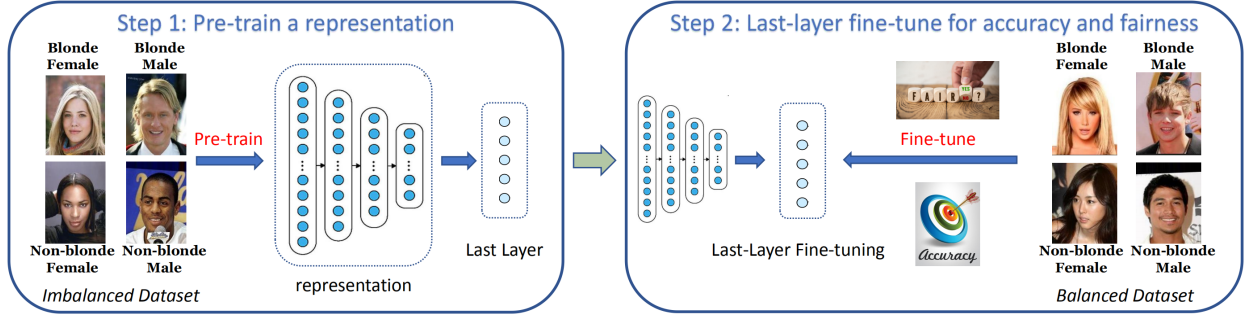 Step 1: Pre-train a representation
Blonde
Female
Blonde
Male
Pre-train
Non-blonde
Female
Non-blonde
Male
Imbalanced Dataset
representation
Last Layer
Step 2: Last-layer fine-tune for accuracy and fairness
FAIR YES ?
Fine-tune
Accuracy
Last-Layer Fine-tuning
Blonde
Female
Blonde
Male
Non-blonde
Female
Non-blonde
Male
Balanced Dataset